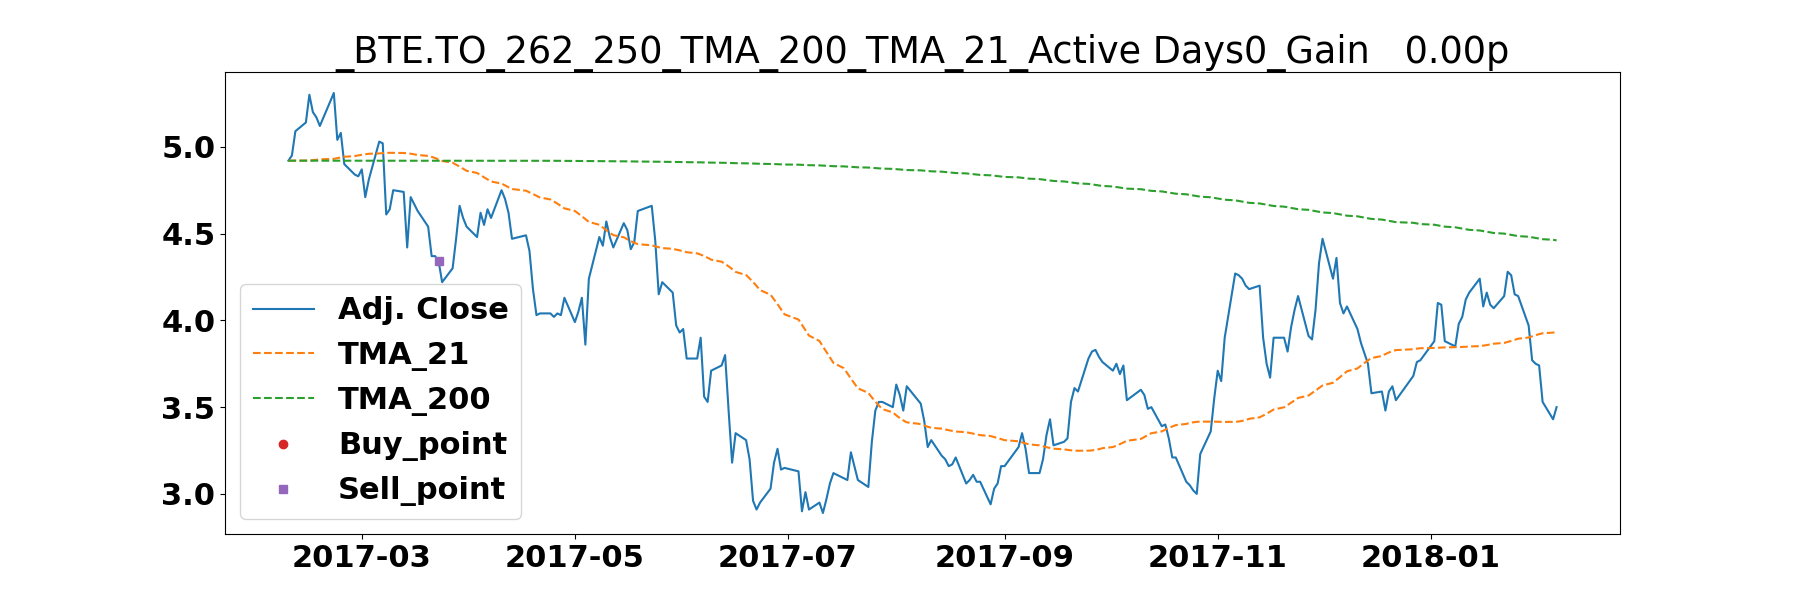 _BTE.TO_262_250_TMA_200_TMA_21_Active Days0_Gain   0.00p
5.0
4.5
4.0
3.5
3.0
Adj. Close
TMA_21
TMA_200
Buy_point
Sell_point
2017-03 2017-05 2017-07 2017-09 2017-11 2018-01